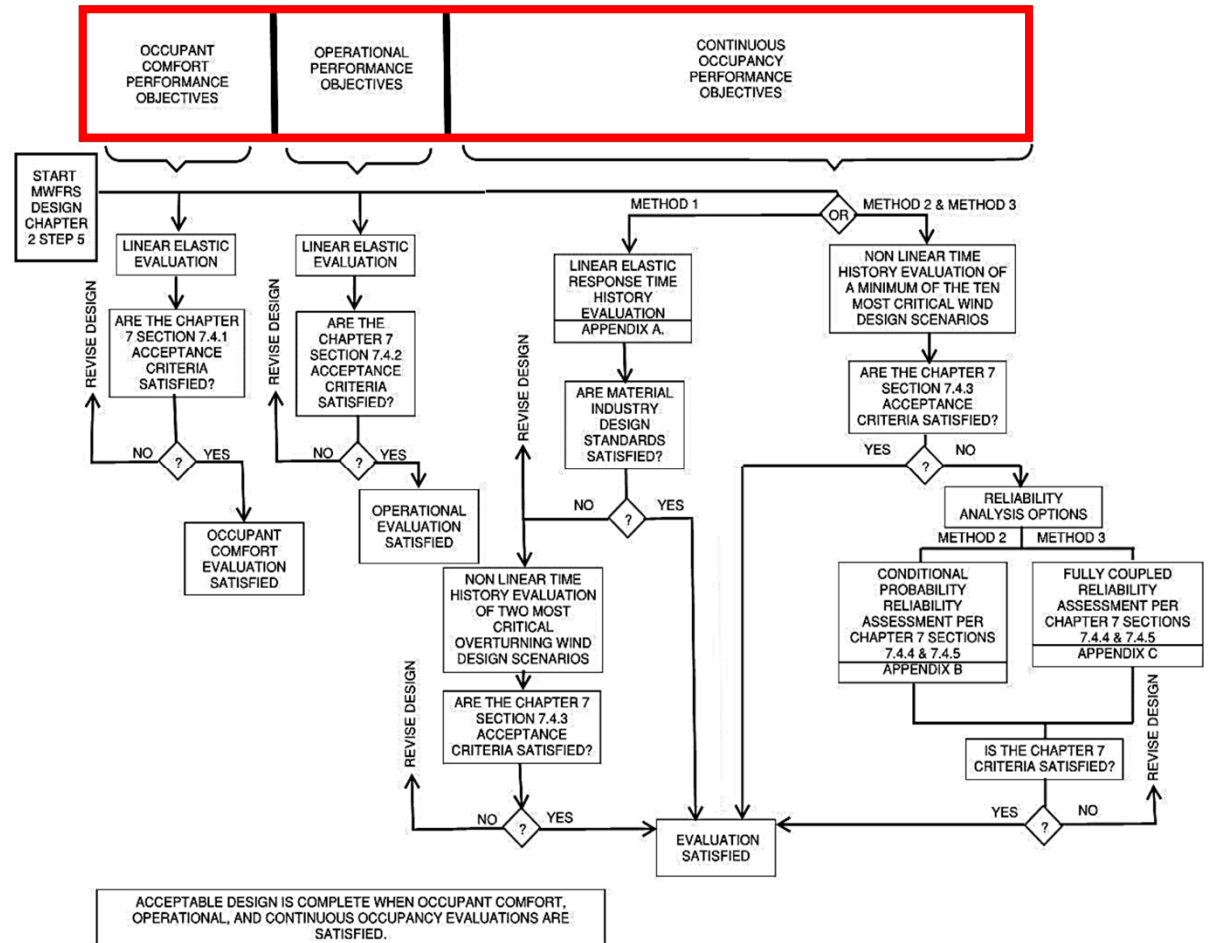 OCCUPANT
COMFORT
PERFORMANCE
OBJECTIVES
OPERATIONAL
PERFORMANCE
OBJECTIVES
CONTINUOUS
OCCUPANCY
PERFORMANCE
OBJECTIVES
START
MWFRS
DESIGN
CHAPTER
2 STEP 5
METHOD 1
OR
METHOD 2 & METHOD 3
LINEAR ELASTIC
EVALUATION
ARE THE CHAPTER
7 SECTION 7.4.1
ACCEPTANCE
CRITERIA
SATISFIED?
REVISE DESIGN
NO
?
YES
OCCUPANT
COMFORT
EVALUATION
SATISFIED
LINEAR ELASTIC
EVALUATION
ARE THE
CHAPTER 7
SECTION 7.4.2
ACCEPTANCE
CRITERIA
SATISFIED?
REVISE DESIGN
NO
?
YES
OPERATIONAL
EVALUATION
SATISFIED
LINEAR ELASTIC
RESPONSE TIME
HISTORY
EVALUATION
APPENDIX A.
ARE MATERIAL
INDUSTRY
DESIGN
STANDARDS
SATISFIED?
REVISE DESIGN
NO
?
YES
NON LINEAR TIME
HISTORY EVALUATION
OF TWO MOST
CRITICAL
OVERTURNING WIND
DESIGN SCENARIOS
ARE THE CHAPTER 7
SECTION 7.4.3
ACCEPTANCE
CRITERIA SATISFIED?
REVISE DESIGN
NO
?
YES
NON LINEAR TIME
HISTORY EVALUATION OF
A MINIMUM OF THE TEN
MOST CRITICAL WIND
DESIGN SCENARIOS
ARE THE CHAPTER 7
SECTION 7.4.3
ACCEPTANCE
CRITERIA SATISFIED?
YES
?
NO
RELIABILITY
ANALYSIS OPTIONS
METHOD 2
METHOD 3
CONDITIONAL
PROBABILITY
RELIABILITY
ASSESSMENT PER
CHAPTER 7 SECTIONS
7.4.4 & 7.4.5
APPENDIX B
FULLY COUPLED
RELIABILITY
ASSESSMENT PER
CHAPTER 7 SECTIONS
7.4.4 & 7.4.5
APPENDIX C
IS THE CHAPTER 7
CRITERIA SATISFIED?
REVISE DESIGN
YES
?
NO
EVALUATION
SATISFIED
ACCEPTABLE DESIGN IS COMPLETE WHEN OCCUPANT COMFORT,
OPERATIONAL, AND CONTINUOUS OCCUPANCY EVALUATIONS ARE
SATISFIED.